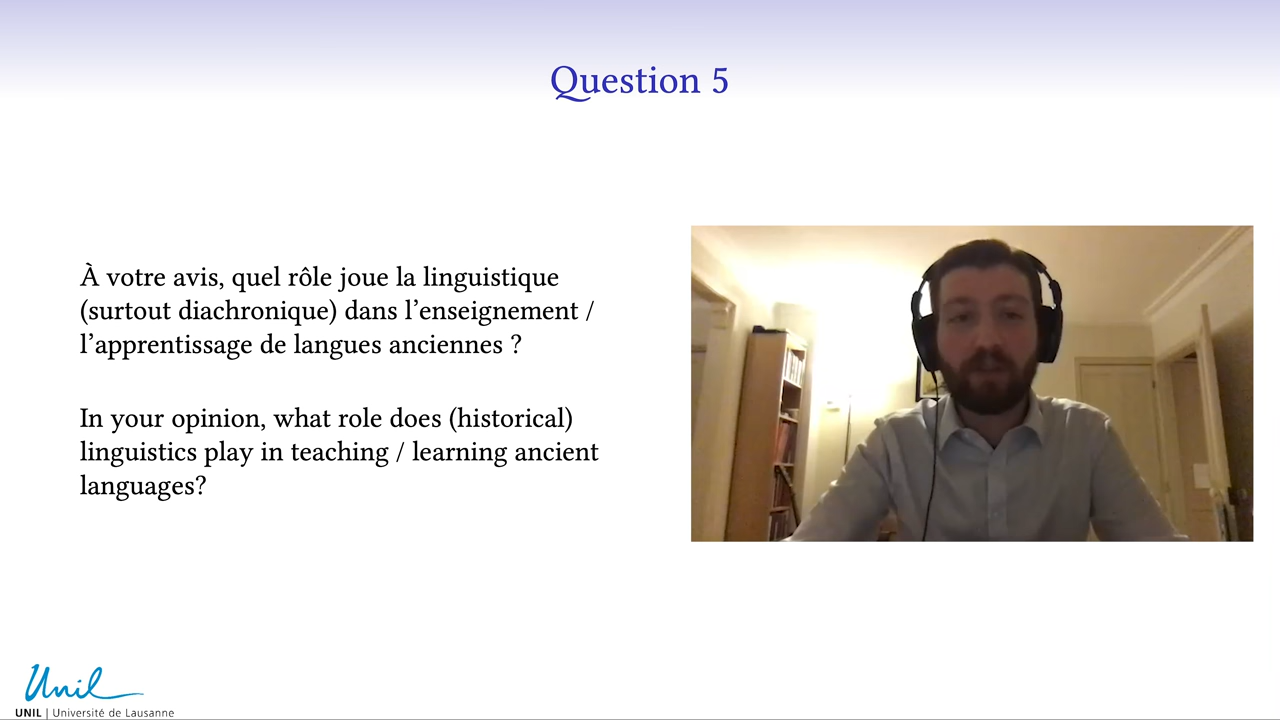 Question 5
À votre avis, quel rôle joue la linguistique
(surtout diachronique) dans l’enseignement /
l’apprentissage de langues anciennes ?
In your opinion, what role does (historical)
linguistics play in teaching / learning ancient
languages?
Unil
UNIL | Université de Lausanne